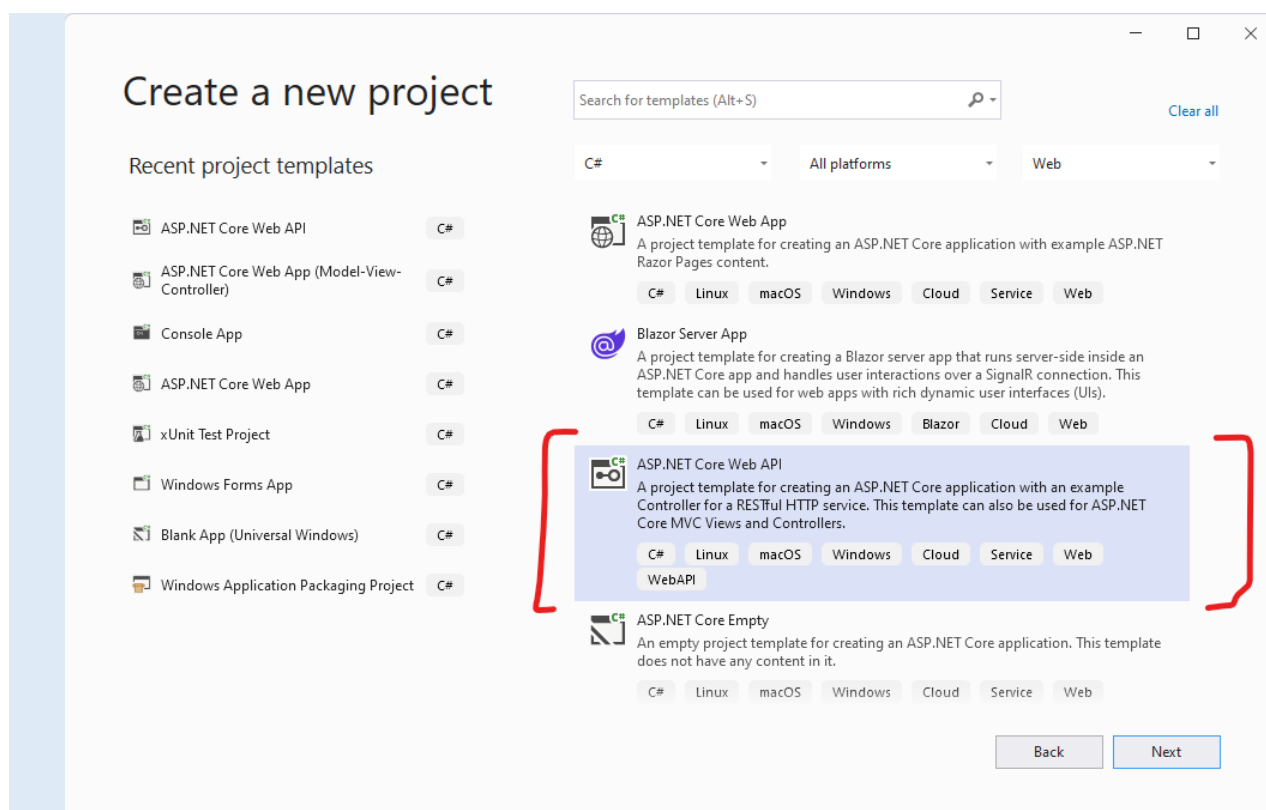 Create a new project
Search for templates (Alt+S)
Clear all
Recent project templates
C#
All platforms
Web
ASP.NET Core Web API
C#
ASP.NET Core Web App (Model-View-
Controller)
C#
Console App
C#
ASP.NET Core Web App
C#
xUnit Test Project
C#
Windows Forms App
C#
Blank App (Universal Windows)
C#
Windows Application Packaging Project
C#
ASP.NET Core Web App
A project template for creating an ASP.NET Core application with example ASP.NET
Razor Pages content.
C# Linux macOS Windows Cloud Service Web
Blazor Server App
A project template for creating a Blazor server app that runs server-side inside an
ASP.NET Core app and handles user interactions over a SignalR connection. This
template can be used for web apps with rich dynamic user interfaces (UIs).
C# Linux macOS Windows Blazor Cloud Web
ASP.NET Core Web API
A project template for creating an ASP.NET Core application with an example
Controller for a RESTful HTTP service. This template can also be used for ASP.NET
Core MVC Views and Controllers.
C# Linux macOS Windows Cloud Service Web
WebAPI
ASP.NET Core Empty
An empty project template for creating an ASP.NET Core application. This template
does not have any content in it.
C# Linux macOS Windows Cloud Service Web
Back
Next